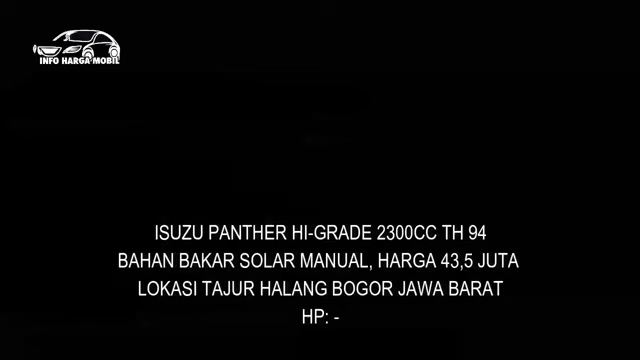 INFO HARGA MOBIL
ISUZU PANTHER HI-GRADE 2300CC TH 94
BAHAN BAKAR SOLAR MANUAL, HARGA 43,5 JUTA
LOKASI TAJUR HALANG BOGOR JAWA BARAT
HP: -